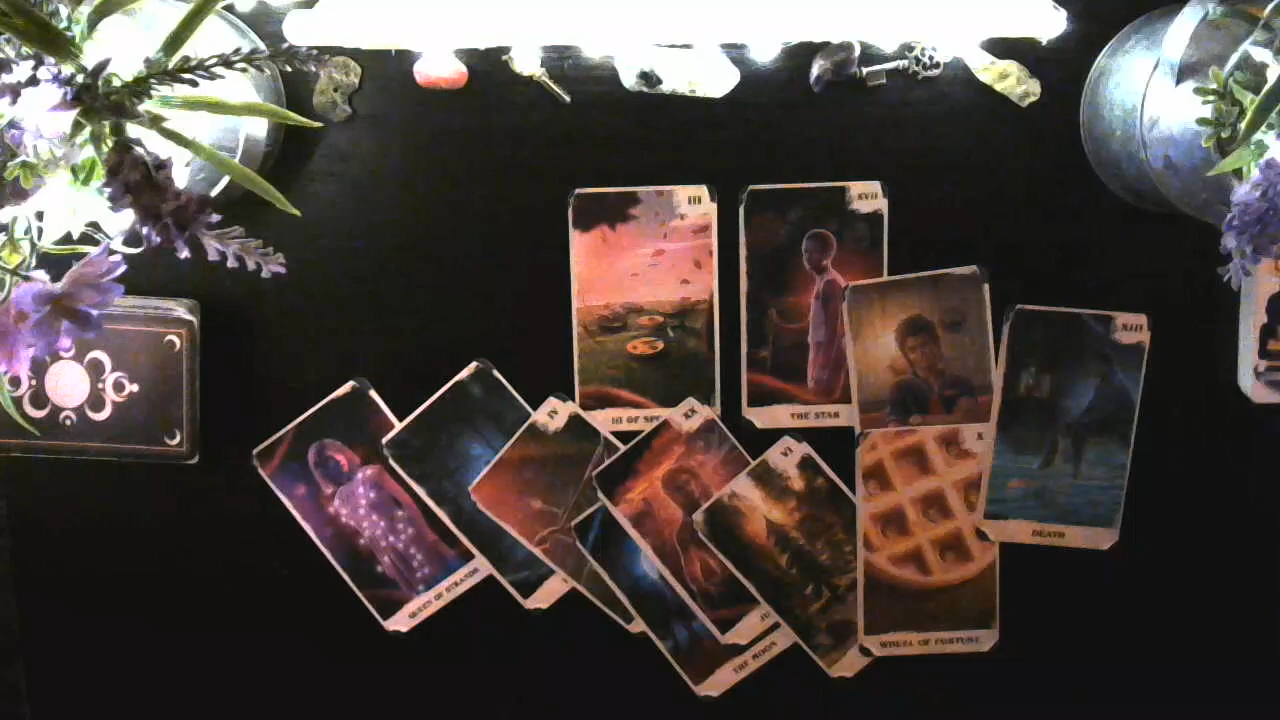 III
III OF
XVII
THE STAR
XIII
DEATH
X
WHEEL OF FORTUNE
QUEEN OF STRANDS
IV
XX
THE MOON
VI